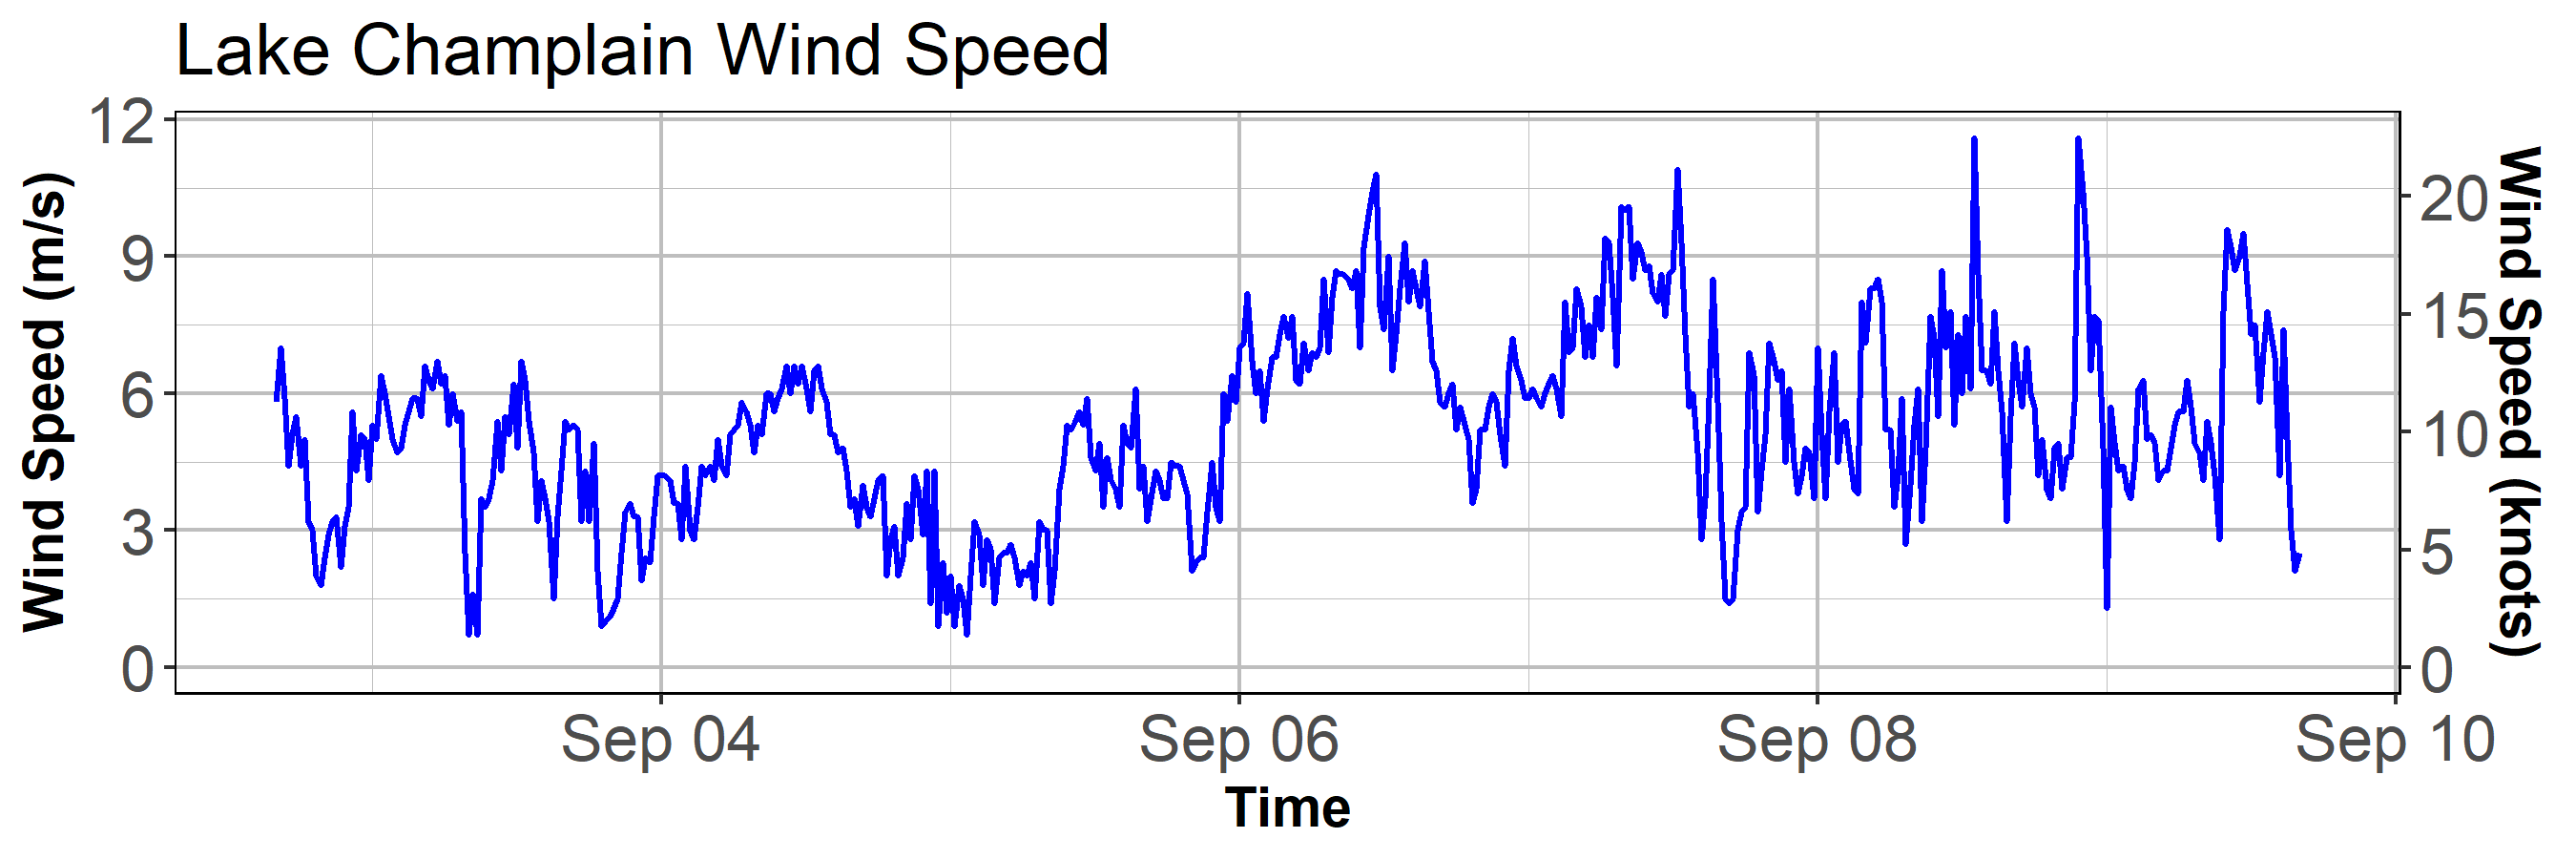 Lake Champlain Wind Speed
Wind Speed (m/s)
12
9
6
3
0
Wind Speed (knots)
20
15
10
5
0
Sep 04 Sep 06 Sep 08 Sep 10
Time